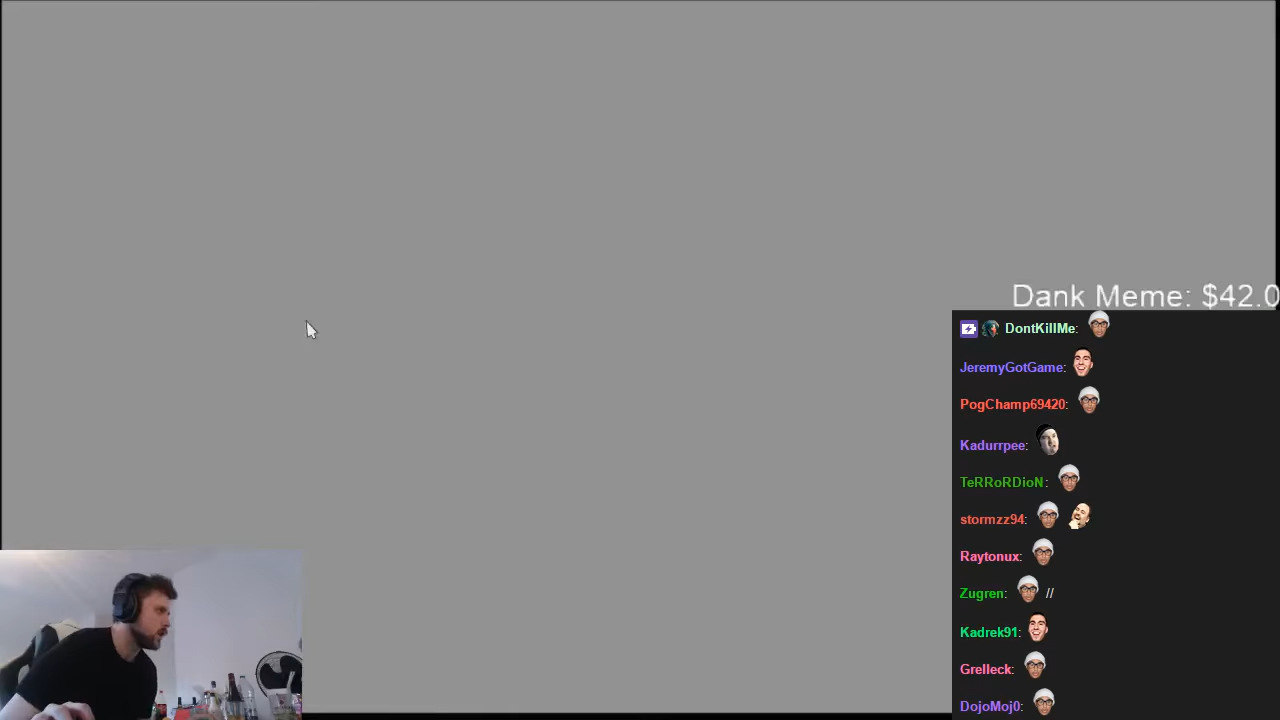 Dank Meme: $42.0
DontKillMe:
JeremyGotGame:
PogChamp69420:
Kadurrpee:
TeRRoRDioN:
stormzz94:
Raytonux:
Zugren: //
Kadrek91:
Grelleck:
DojoMoj0: